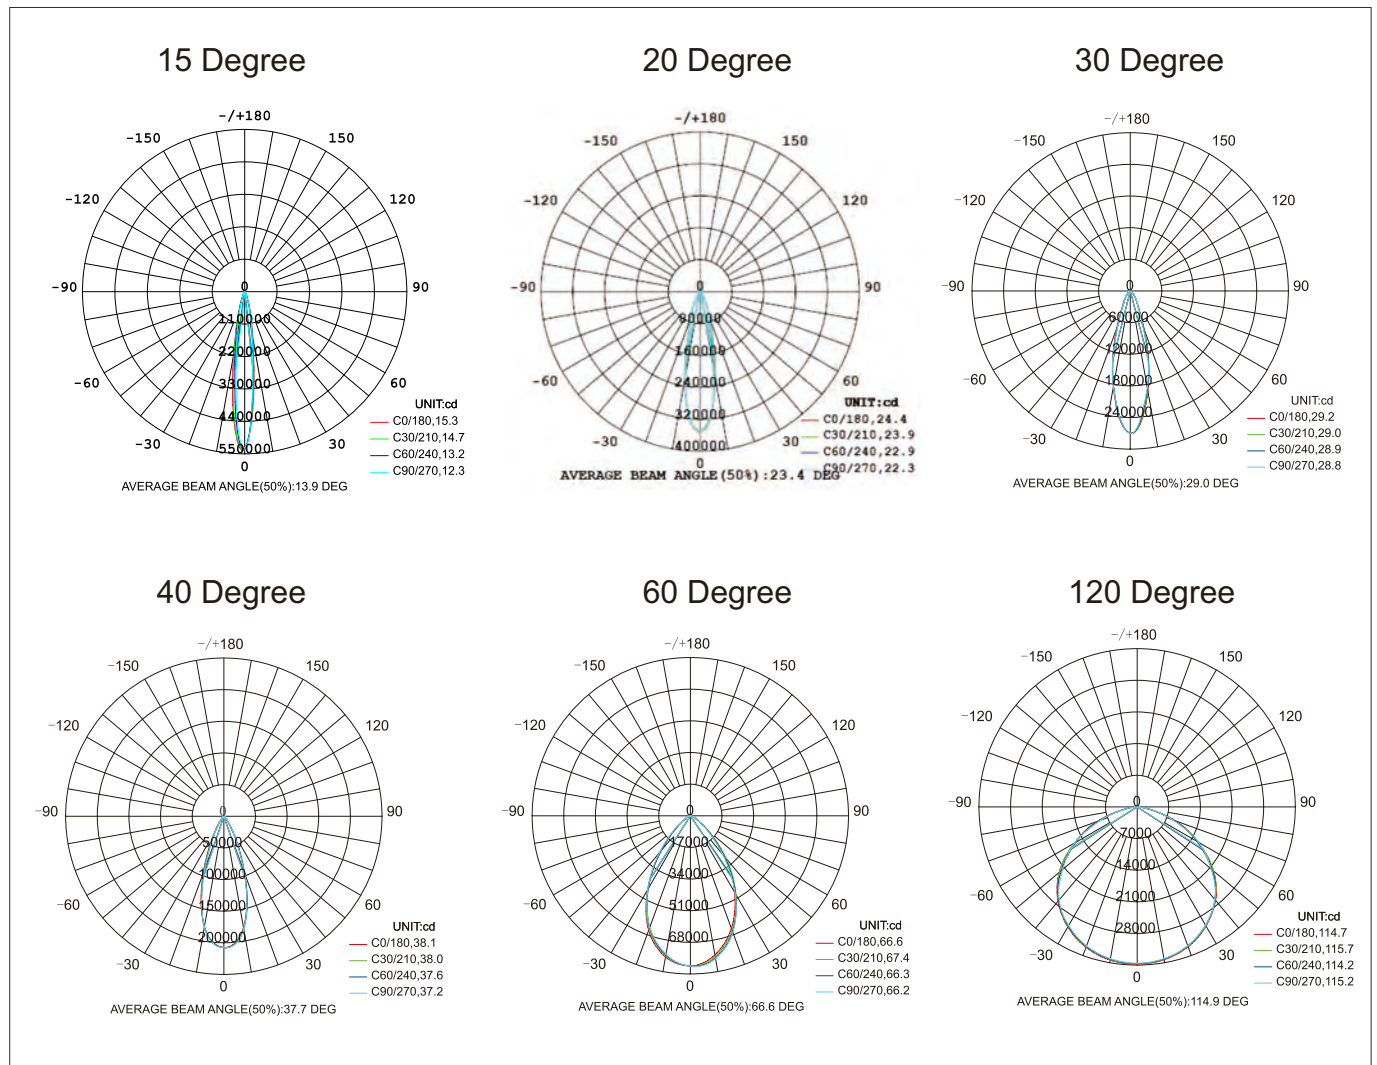 15 Degree
-/+180
-150
150
-120
120
-90
90
0
110000
220000
330000
440000
550000
-60
60
-30
30
0
UNIT:cd
C0/180,15.3
C30/210,14.7
C60/240,13.2
C90/270,12.3
AVERAGE BEAM ANGLE(50%):13.9 DEG
20 Degree
-/+180
-150
150
-120
120
-90
90
0
80000
160000
240000
320000
400000
-60
60
-30
30
0
UNIT:cd
C0/180,24.4
C30/210,23.9
C60/240,22.9
C90/270,22.3
AVERAGE BEAM ANGLE(50%):23.4 DEG
30 Degree
-/+180
-150
150
-120
120
-90
90
0
60000
120000
180000
240000
-60
60
-30
30
0
UNIT:cd
C0/180,29.2
C30/210,29.0
C60/240,28.9
C90/270,28.8
AVERAGE BEAM ANGLE(50%):29.0 DEG
40 Degree
-/+180
-150
150
-120
120
-90
90
0
50000
100000
150000
200000
-60
60
-30
30
0
UNIT:cd
C0/180,38.1
C30/210,38.0
C60/240,37.6
C90/270,37.2
AVERAGE BEAM ANGLE(50%):37.7 DEG
60 Degree
-/+180
-150
150
-120
120
-90
90
0
17000
34000
51000
68000
-60
60
-30
30
0
UNIT:cd
C0/180,66.6
C30/210,67.4
C60/240,66.3
C90/270,66.2
AVERAGE BEAM ANGLE(50%):66.6 DEG
120 Degree
-/+180
-150
150
-120
120
-90
90
0
7000
14000
21000
28000
-60
60
-30
30
0
UNIT:cd
C0/180,114.7
C30/210,115.7
C60/240,114.2
C90/270,115.2
AVERAGE BEAM ANGLE(50%):114.9 DEG